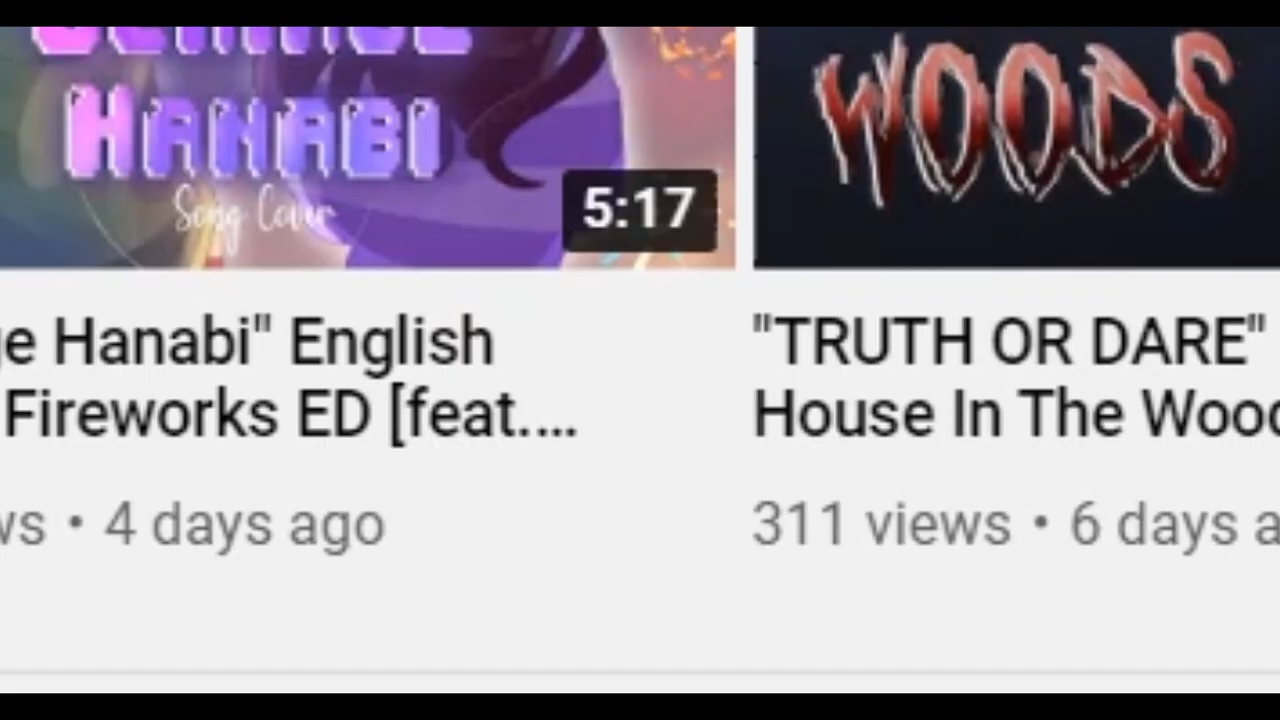 HANABI
Song Cover
5:17
WOODS
ge Hanabi" English
Fireworks ED [feat....
ws • 4 days ago
"TRUTH OR DARE"
House In The Wood
311 views • 6 days a